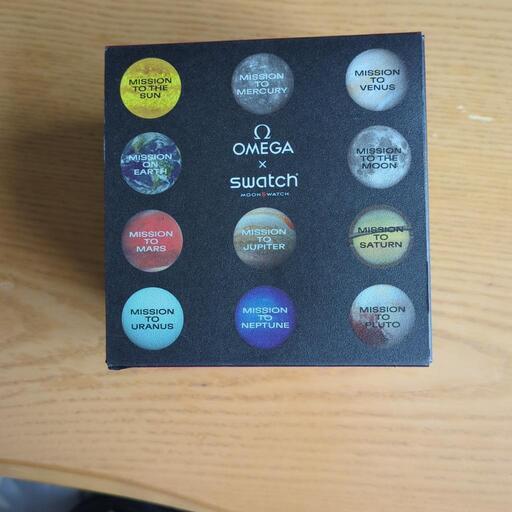 MISSION
TO THE
SUN
MISSION
TO
MERCURY
MISSION
TO
VENUS
MISSION
ON
EARTH
Ω
OMEGA
×
swatch
MOONSWATCH
MISSION
TO THE
MOON
MISSION
TO
MARS
MISSION
TO
JUPITER
MISSION
TO
SATURN
MISSION
TO
URANUS
MISSION
TO
NEPTUNE
MISSION
TO
PLUTO